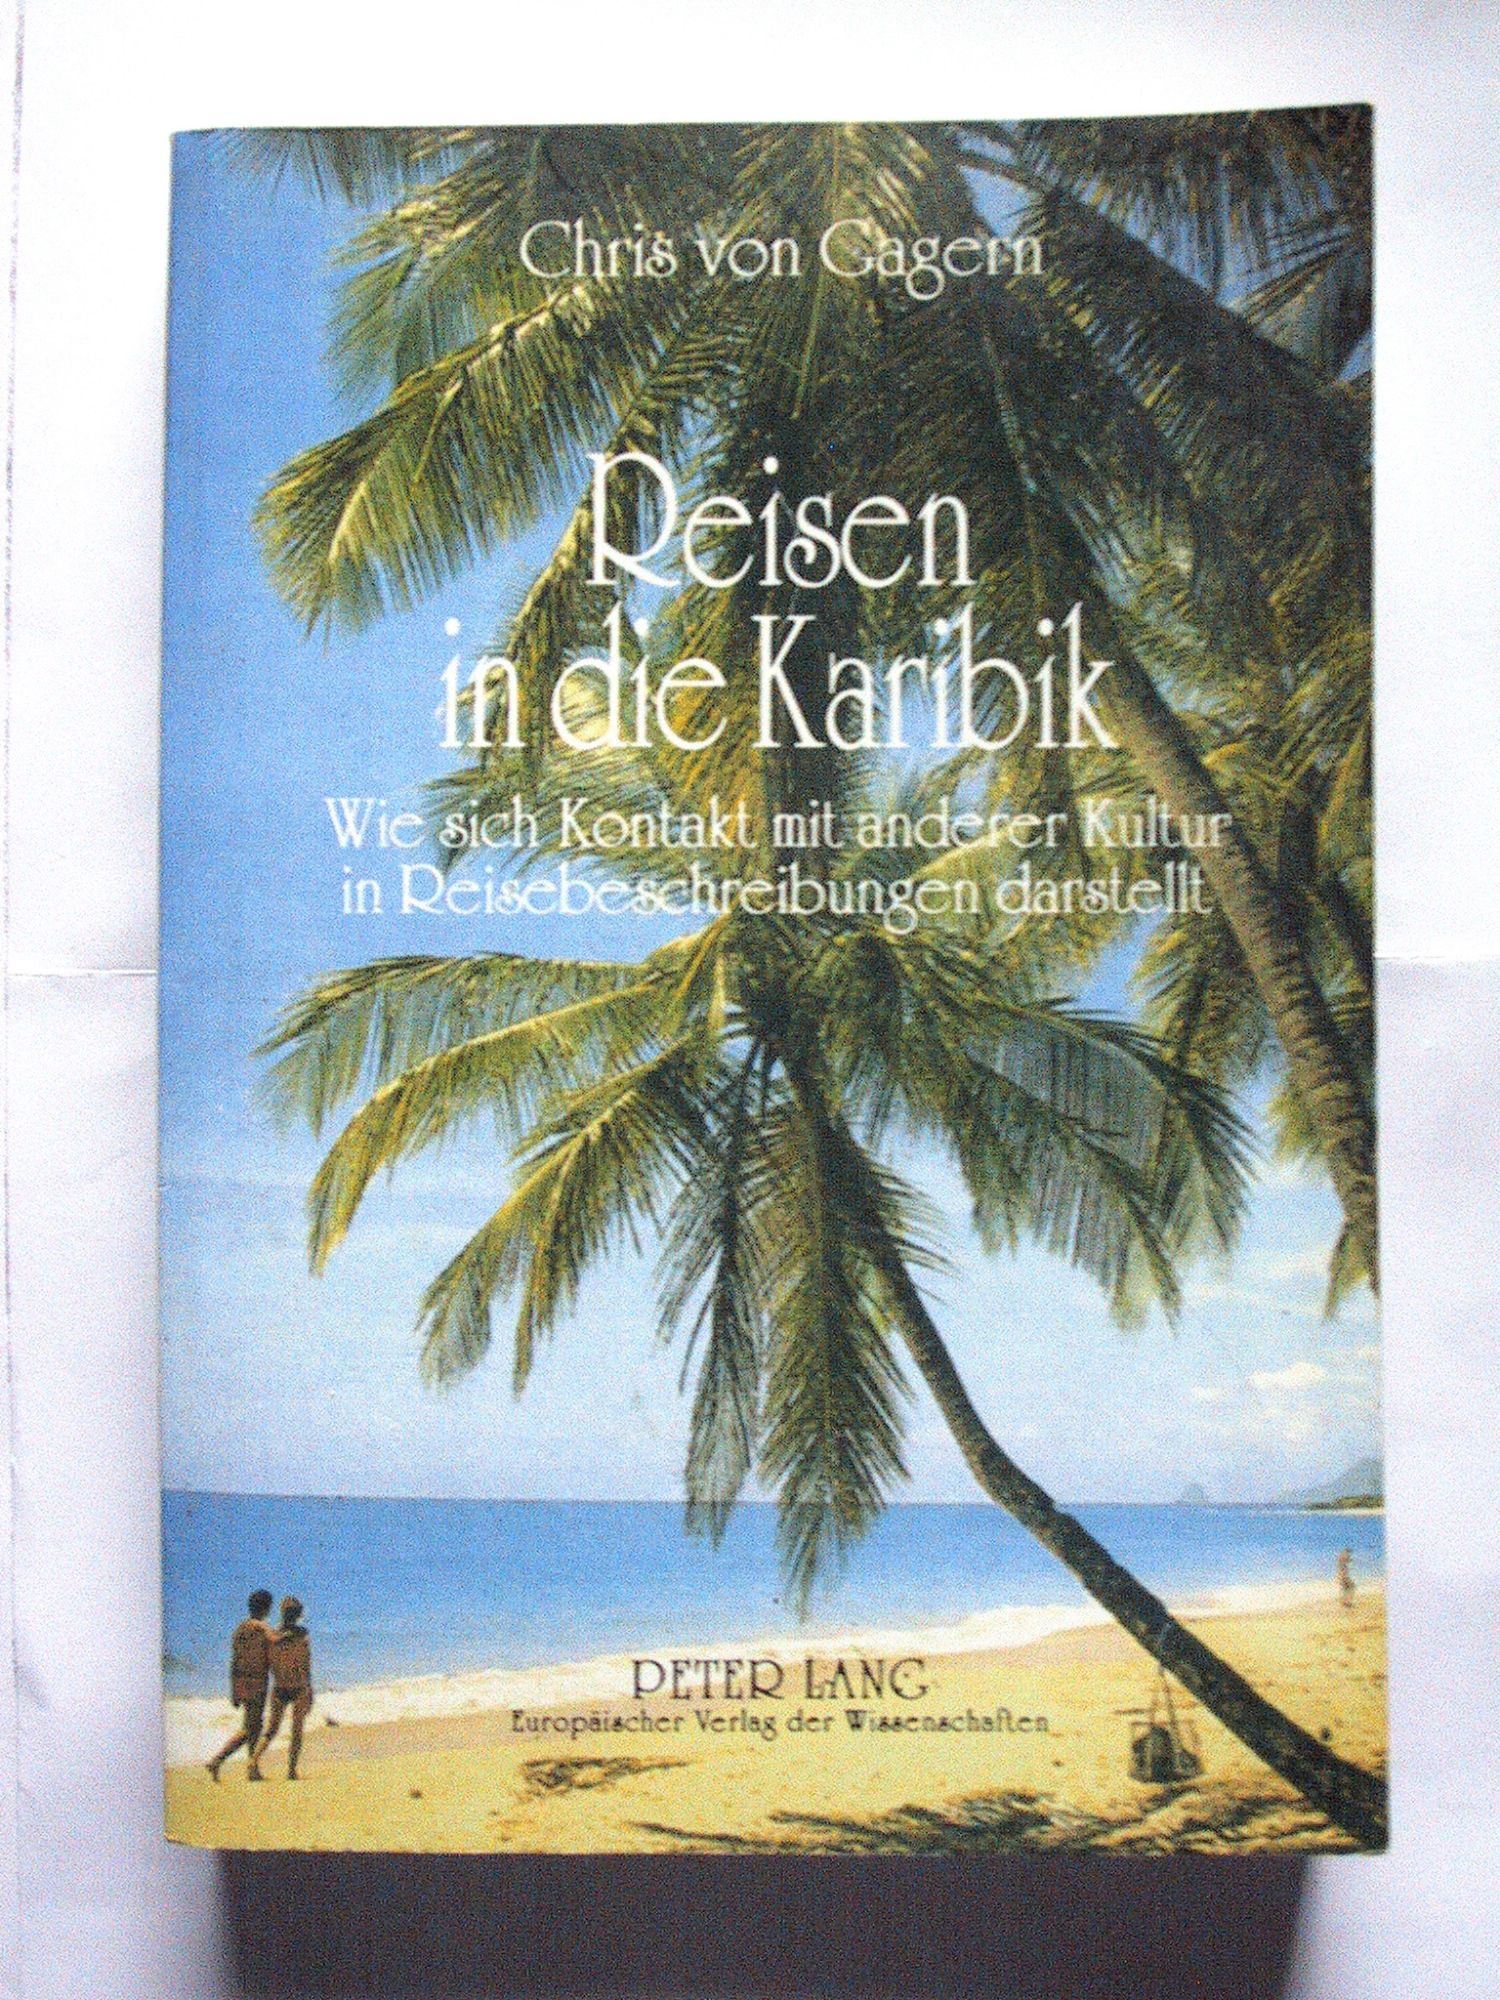 Chris von Gagern
Reisen
in die Karibik
Wie sich Kontakt mit anderer Kultur
in Reisebeschreibungen darstellt
PETER LANG
Europäischer Verlag der Wissenschaften